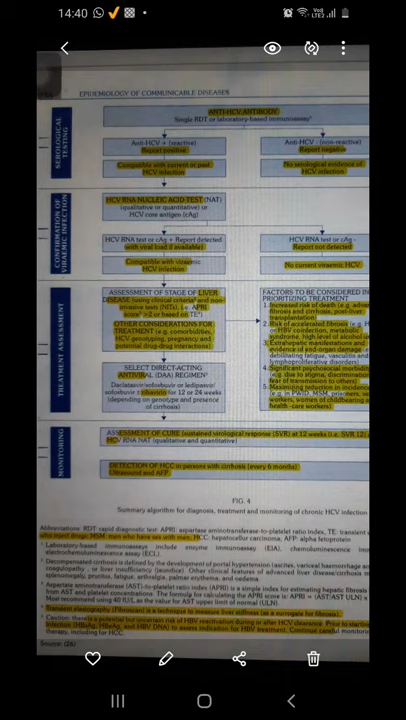 14:40
Vo))
LTE2
EPIDEMIOLOGY OF COMMUNICABLE DISEASES
SEROLOGICAL TESTING
ANTI-HCV ANTIBODY
Single RDT or laboratory-based immunoassay¹
Anti-HCV + (reactive)
Report positive
Anti-HCV - (non-reactive)
Report negative
Compatible with current or past
HCV infection
No serological evidence of
HCV infection
CONFIRMATION OF VIRAEMIC INFECTION
HCV RNA NUCLEIC ACID TEST (NAT)
(qualitative or quantitative) or
HCV core antigen (cAg)
HCV RNA test or cAg + Report detected
with viral load if available)
HCV RNA test or cAg -
Report not detected
Compatible with viraemic
HCV infection
No current viraemic HCV
TREATMENT ASSESSMENT
ASSESSMENT OF STAGE OF LIVER
DISEASE (using clinical criteria² and non-
invasive tests (NITs), i.e. APRI
score³ >2 or based on TE⁴)
OTHER CONSIDERATIONS FOR
TREATMENT (e.g. comorbidities,
HCV genotyping, pregnancy and
potential drug-drug interactions)
SELECT DIRECT-ACTING
ANTIVIRAL (DAA) REGIMEN⁵
Daclatasvir/sofosbuvir or ledipasvir/
sofosbuvir ± ribavirin for 12 or 24 weeks
(depending on genotype and presence
of cirrhosis)
FACTORS TO BE CONSIDERED IN
PRIORITIZING TREATMENT
1. Increased risk of death (e.g. adva
fibrosis and cirrhosis, post-liver
transplantation
2. Risk of accelerated fibrosis (e.g. H
or HBV coinfection, metabolic
syndrome, high level of alcohol in
3. Extrahepatic manifestations and
evidence of end-organ damage
debilitating fatigue, vasculitis and
lymphoproliferative disorders)
4. Significant psychosocial morbidity
(e.g. due to stigma, discrimination
fear of transmission to others)
5. Maximizing reduction in incidence
(e.g. in PWID, MSM, prisoners, se
workers, women of childbearing a
health-care workers)
MONITORING
ASSESSMENT OF CURE (sustained virological response (SVR) at 12 weeks (i.e. SVR 12)
HCV RNA NAT (qualitative and quantitative)
DETECTION OF HCC in persons with cirrhosis (every 6 months)
Ultrasound and AFP
FIG. 4
Summary algorithm for diagnosis, treatment and monitoring of chronic HCV infection
Abbreviations: RDT: rapid diagnostic test; APRI: aspartate aminotransferase-to-platelet ratio index, TE: transient e
who inject drugs; MSM: men who have sex with men, HCC: hepatocellular carcinoma, AFP: alpha fetoprotein
¹ Laboratory-based immunoassays include enzyme immunoassay (EIA), chemoluminescence imm
electrochemoluminescence assay (ECL).
² Decompensated cirrhosis is defined by the development of portal hypertension (ascites, variceal haemorrhage an
coagulopathy, or liver insufficiency (jaundice). Other clinical features of advanced liver disease/cirrhosis m
splenomegaly, pruritus, fatigue, arthralgia, palmar erythema, and oedema.
³ Aspartate aminotransferase (AST)-to-platelet ratio index (APRI) is a simple index for estimating hepatic fibrosis
from AST and platelet concentrations. The formula for calculating the APRI score is: APRI = (AST/AST ULN) x
Most recommend using 40 IU/L as the value for AST upper limit of normal (ULN).
⁴ Transient elastography (Fibroscan) is a technique to measure liver stiffness (as a surrogate for fibrosis).
⁵ Caution: there is a potential but uncertain risk of HBV reactivation during or after HCV clearance. Prior to starting
infection (HBsAg, HBeAg, and HBV DNA) to assess indication for HBV treatment. Continue careful monitorin
therapy, including for HCC.
Source: (26)